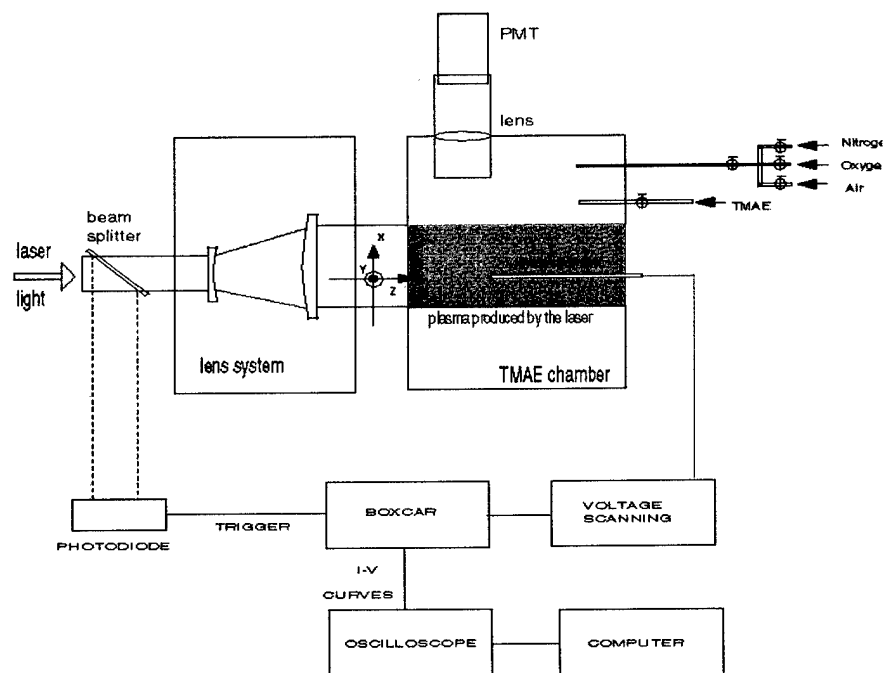 PMT
lens
Nitroge
Oxyge
Air
TMAE
beam
splitter
laser
light
X
Y
Z
plasma produced by the laser
lens system
TMAE chamber
PHOTODIODE
TRIGGER
BOXCAR
VOLTAGE
SCANNING
I-V
CURVES
OSCILLOSCOPE
COMPUTER